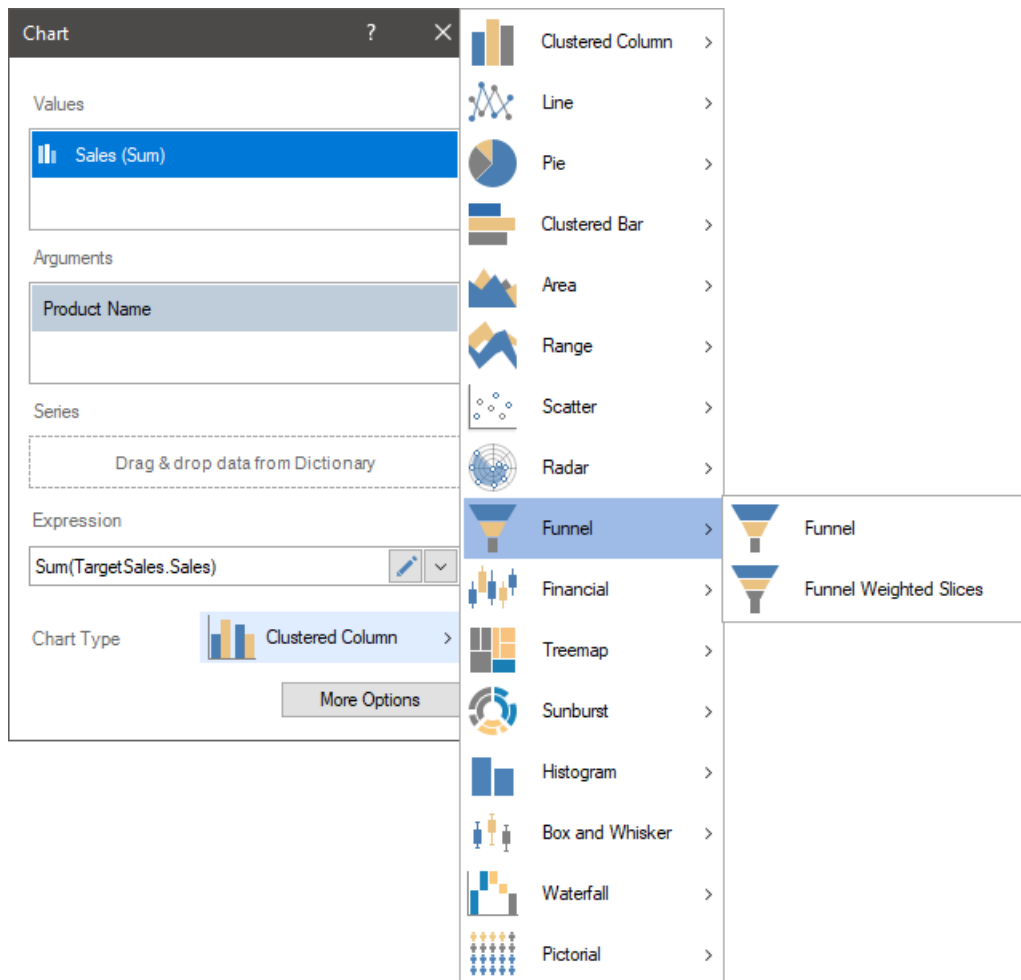 Chart ?
Values
Sales (Sum)
Arguments
Product Name
Series
Drag & drop data from Dictionary
Expression
Sum(TargetSales.Sales)
Chart Type
Clustered Column
More Options
Clustered Column
Line
Pie
Clustered Bar
Area
Range
Scatter
Radar
Funnel
Financial
Treemap
Sunburst
Histogram
Box and Whisker
Waterfall
Pictorial
Funnel
Funnel Weighted Slices